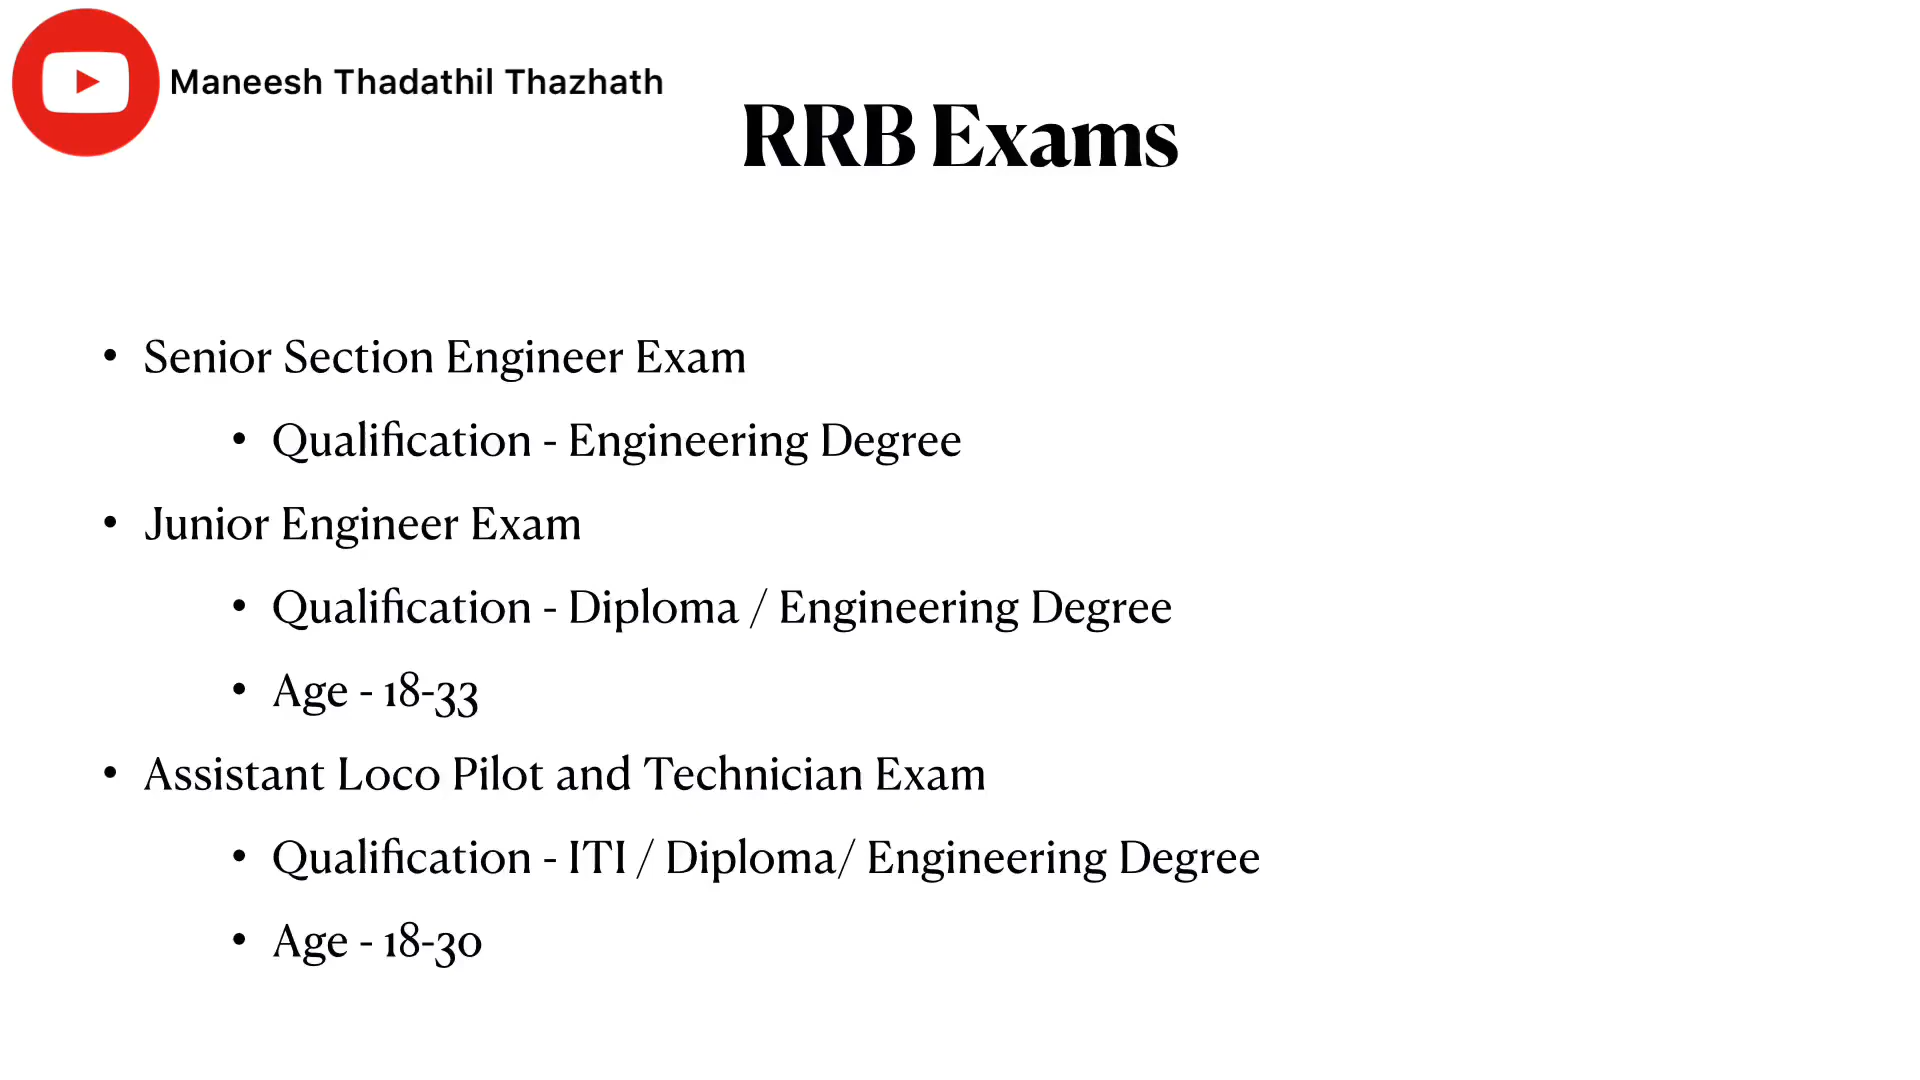 Maneesh Thadathil Thazhath
RRB Exams
• Senior Section Engineer Exam
• Qualification - Engineering Degree
• Junior Engineer Exam
• Qualification - Diploma / Engineering Degree
• Age - 18-33
• Assistant Loco Pilot and Technician Exam
• Qualification - ITI / Diploma/ Engineering Degree
• Age - 18-30